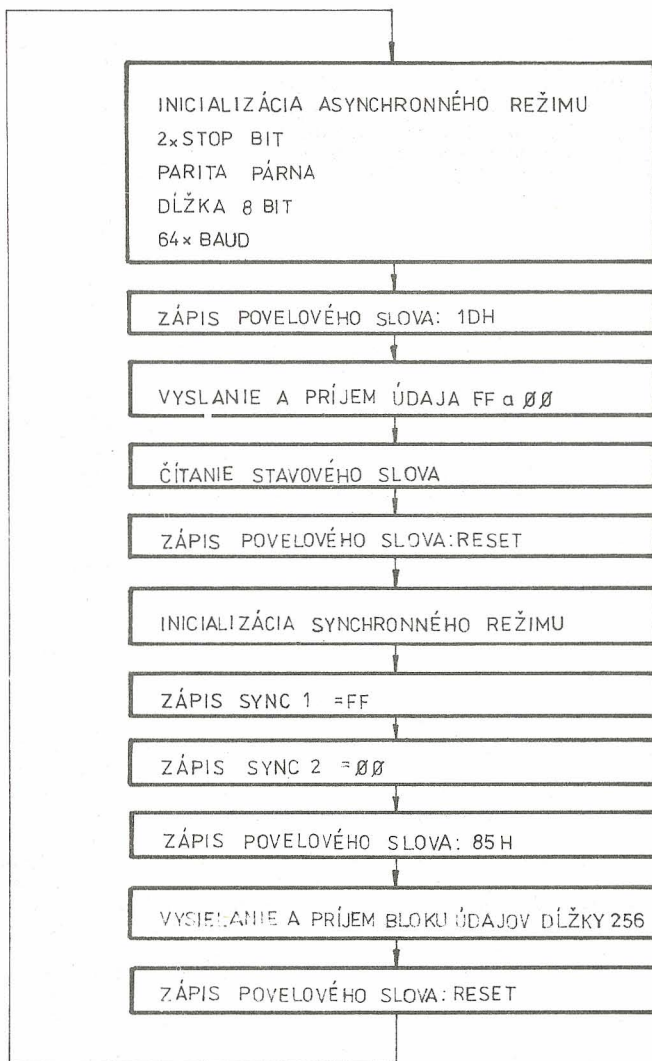 INICIALIZÁCIA ASYNCHRONNÉHO REŽIMU
2x STOP BIT
PARITA PÁRNA
DĹŽKA 8 BIT
64x BAUD
ZÁPIS POVELOVÉHO SLOVA: 1DH
VYSLANIE A PRÍJEM ÚDAJA FF a ØØ
ČÍTANIE STAVOVÉHO SLOVA
ZÁPIS POVELOVÉHO SLOVA:RESET
INICIALIZÁCIA SYNCHRONNÉHO REŽIMU
ZÁPIS SYNC 1 =FF
ZÁPIS SYNC 2 =ØØ
ZÁPIS POVELOVÉHO SLOVA: 85H
VYSIELANIE A PRÍJEM BLOKU ÚDAJOV DĹŽKY 256
ZÁPIS POVELOVÉHO SLOVA: RESET